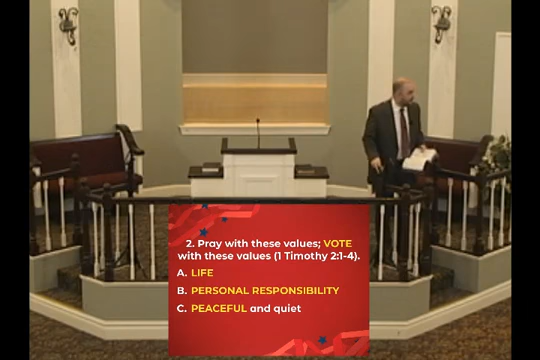 2. Pray with these values; VOTE
with these values (1 Timothy 2:1-4).
A. LIFE
B. PERSONAL RESPONSIBILITY
C. PEACEFUL and quiet